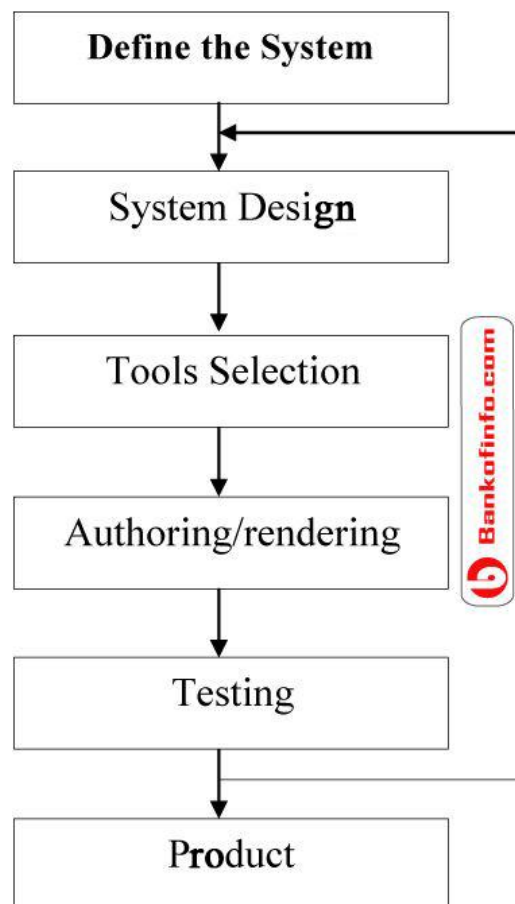 Define the System
System Design
Tools Selection
Bankofinfo.com
Authoring/rendering
Testing
Product